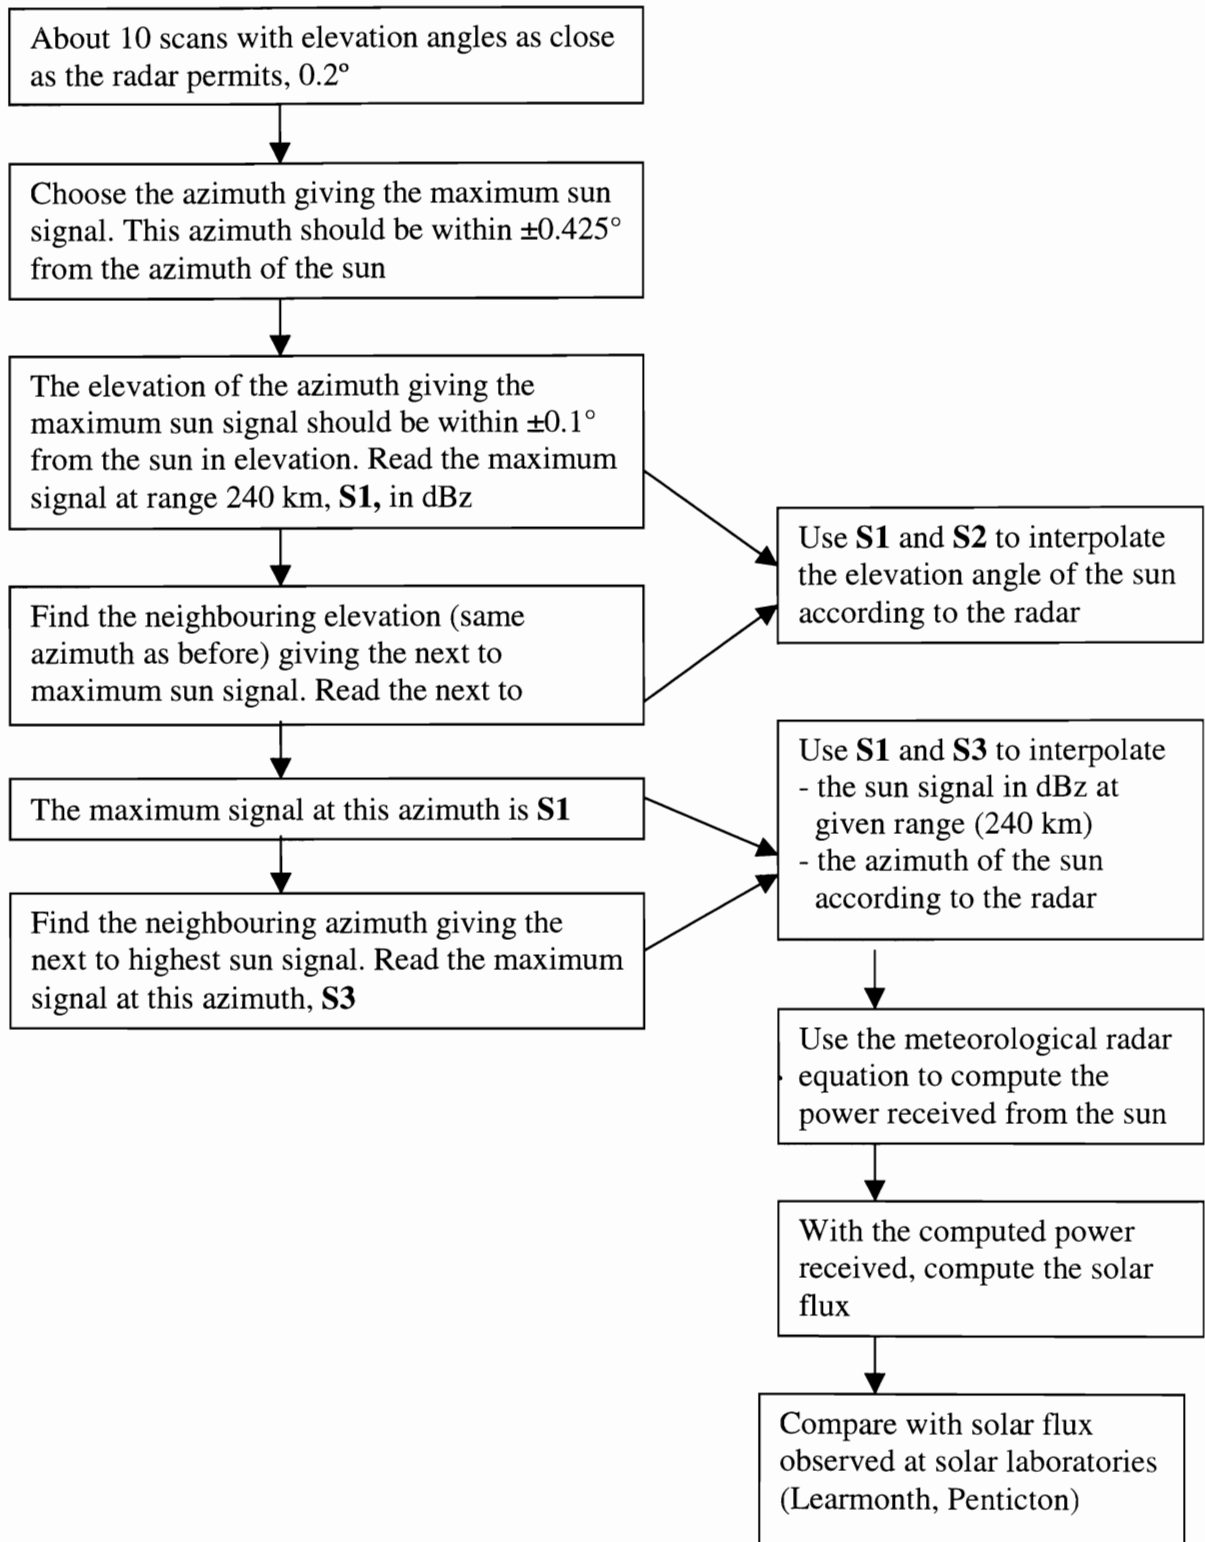 About 10 scans with elevation angles as close
as the radar permits, 0.2º
Choose the azimuth giving the maximum sun
signal. This azimuth should be within ±0.425°
from the azimuth of the sun
The elevation of the azimuth giving the
maximum sun signal should be within ±0.1°
from the sun in elevation. Read the maximum
signal at range 240 km, S1, in dBz
Find the neighbouring elevation (same
azimuth as before) giving the next to
maximum sun signal. Read the next to
The maximum signal at this azimuth is S1
Find the neighbouring azimuth giving the
next to highest sun signal. Read the maximum
signal at this azimuth, S3
Use S1 and S2 to interpolate
the elevation angle of the sun
according to the radar
Use S1 and S3 to interpolate
- the sun signal in dBz at
given range (240 km)
- the azimuth of the sun
according to the radar
Use the meteorological radar
equation to compute the
power received from the sun
With the computed power
received, compute the solar
flux
Compare with solar flux
observed at solar laboratories
(Learmonth, Penticton)